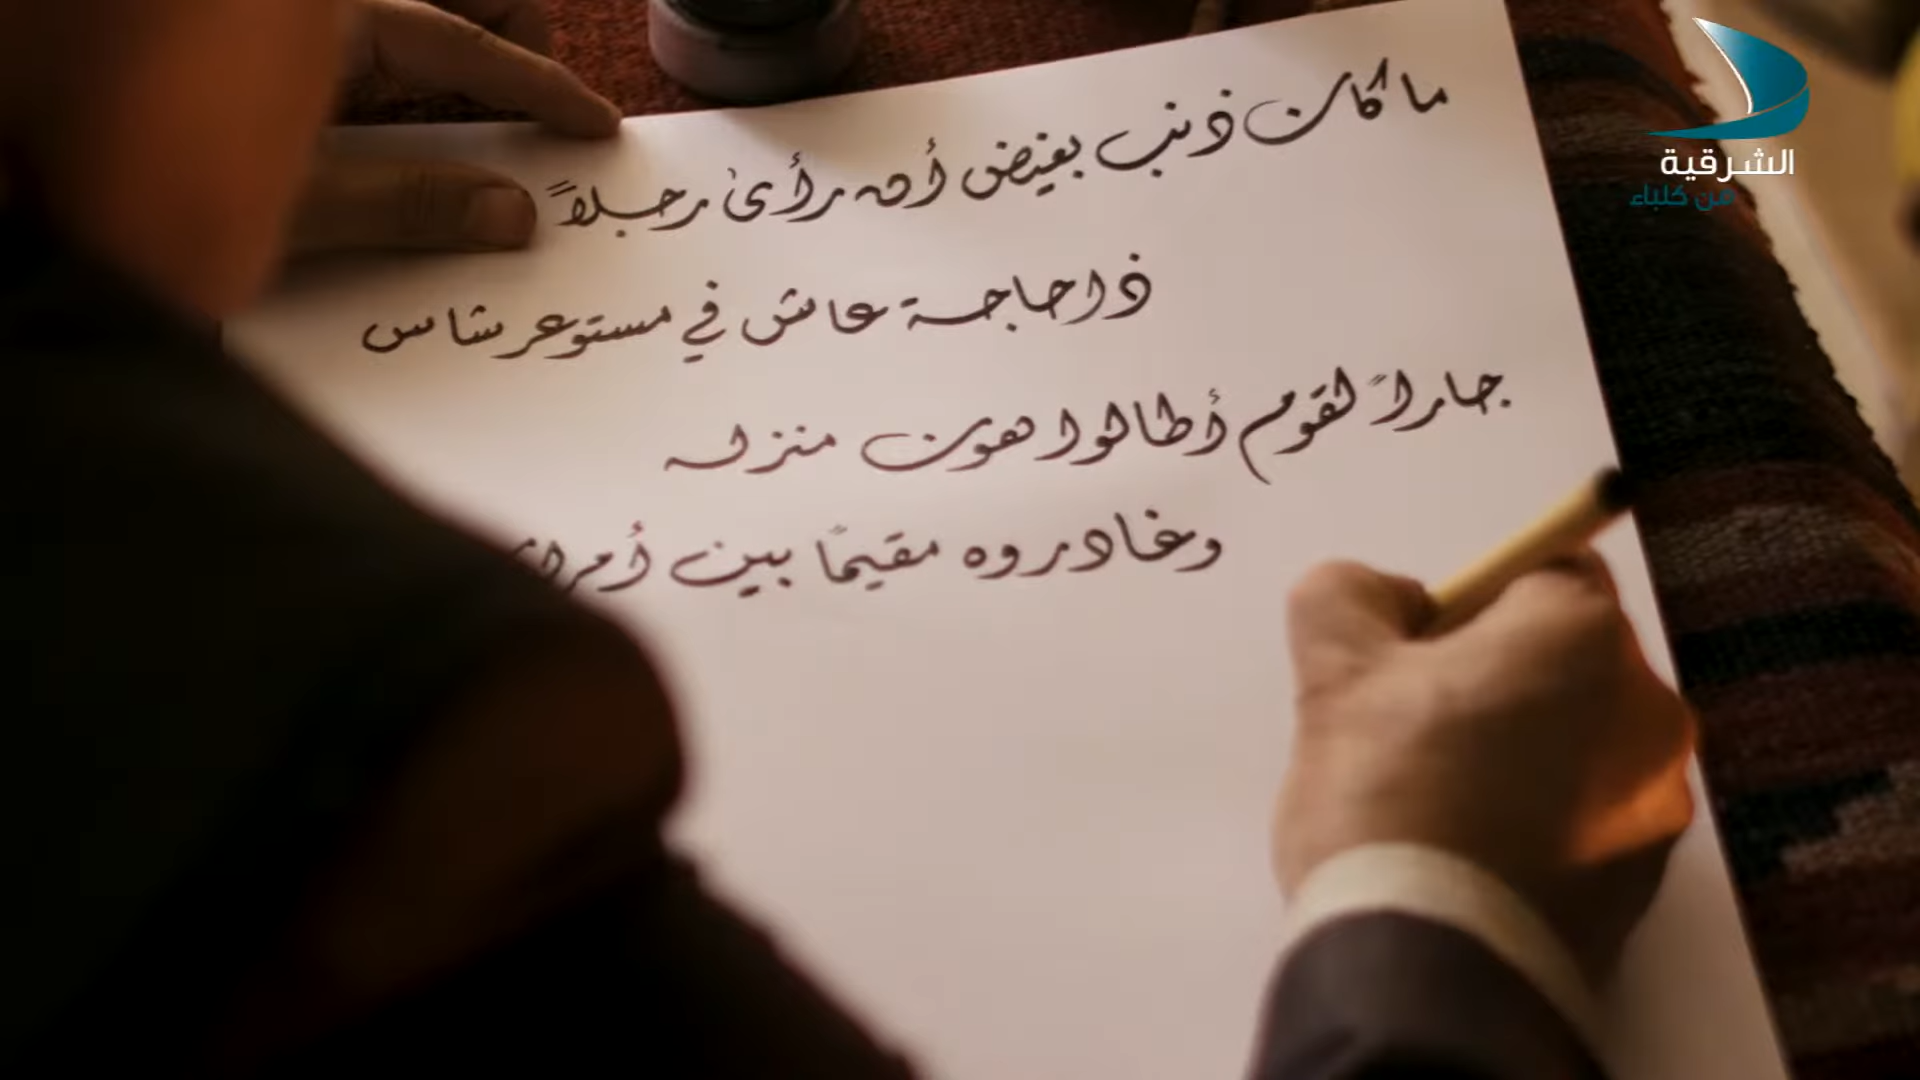 ما كان ذنب بغيض أن رأى رجلاً
ذا حاجة عاش في مستوعر شاس
جاراً لقوم أطالوا هون منزله
وغادروه مقيمًا بين
الشرقية
من كلباء